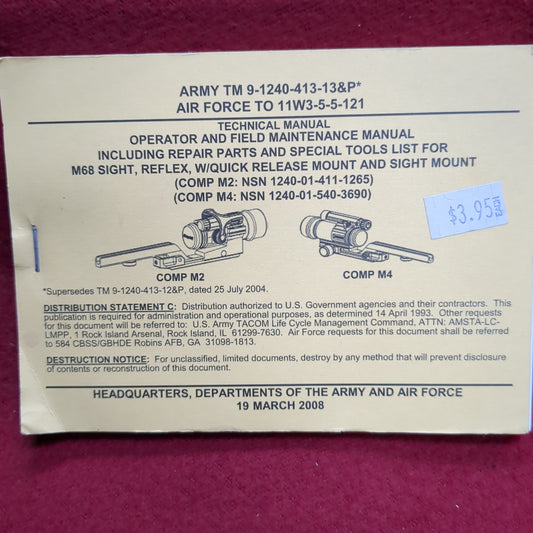 ARMY TM 9-1240-413-13&P*
AIR FORCE TO 11W3-5-5-121
TECHNICAL MANUAL
OPERATOR AND FIELD MAINTENANCE MANUAL
INCLUDING REPAIR PARTS AND SPECIAL TOOLS LIST FOR
M68 SIGHT, REFLEX, W/QUICK RELEASE MOUNT AND SIGHT MOUNT
(COMP M2: NSN 1240-01-411-1265)
(COMP M4: NSN 1240-01-540-3690)
$3.95
COMP M2
COMP M4
*Supersedes TM 9-1240-413-12&P, dated 25 July 2004.
DISTRIBUTION STATEMENT C: Distribution authorized to U.S. Government agencies and their contractors. This
publication is required for administration and operational purposes, as determined 14 April 1993. Other requests
for this document will be referred to: U.S. Army TACOM Life Cycle Management Command, ATTN: AMSTA-LC-
LMPP, 1 Rock Island Arsenal, Rock Island, IL 61299-7630. Air Force requests for this document shall be referred
to 584 CBSS/GBHDE Robins AFB, GA 31098-1813.
DESTRUCTION NOTICE: For unclassified, limited documents, destroy by any method that will prevent disclosure
of contents or reconstruction of this document.
HEADQUARTERS, DEPARTMENTS OF THE ARMY AND AIR FORCE
19 MARCH 2008